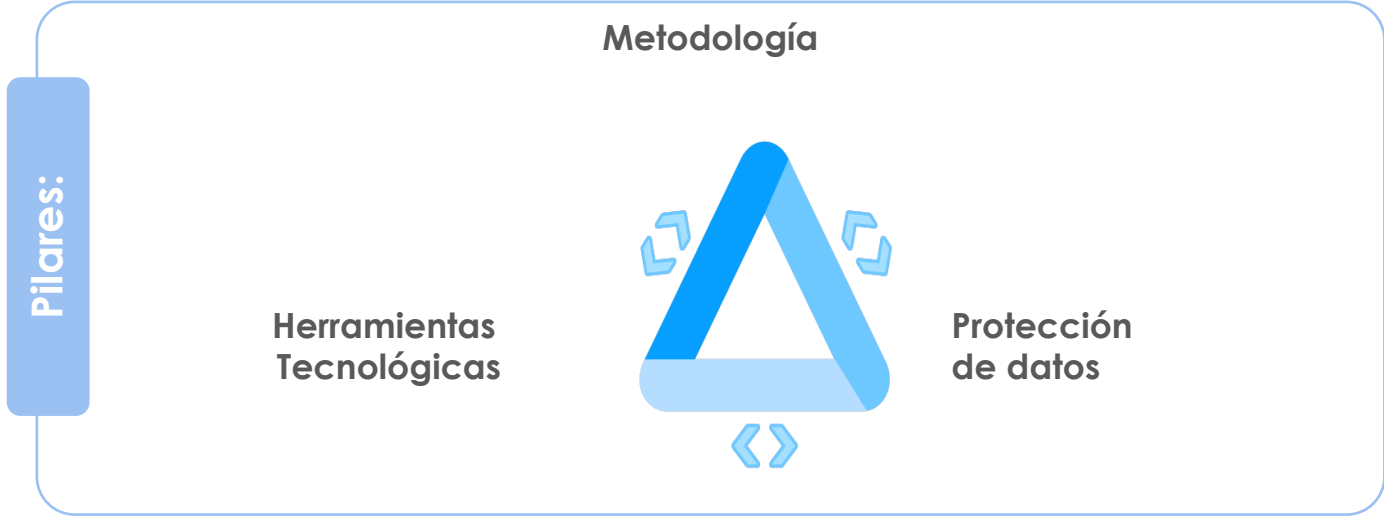 Metodología
Pilares:
Herramientas
Tecnológicas
Protección
de datos